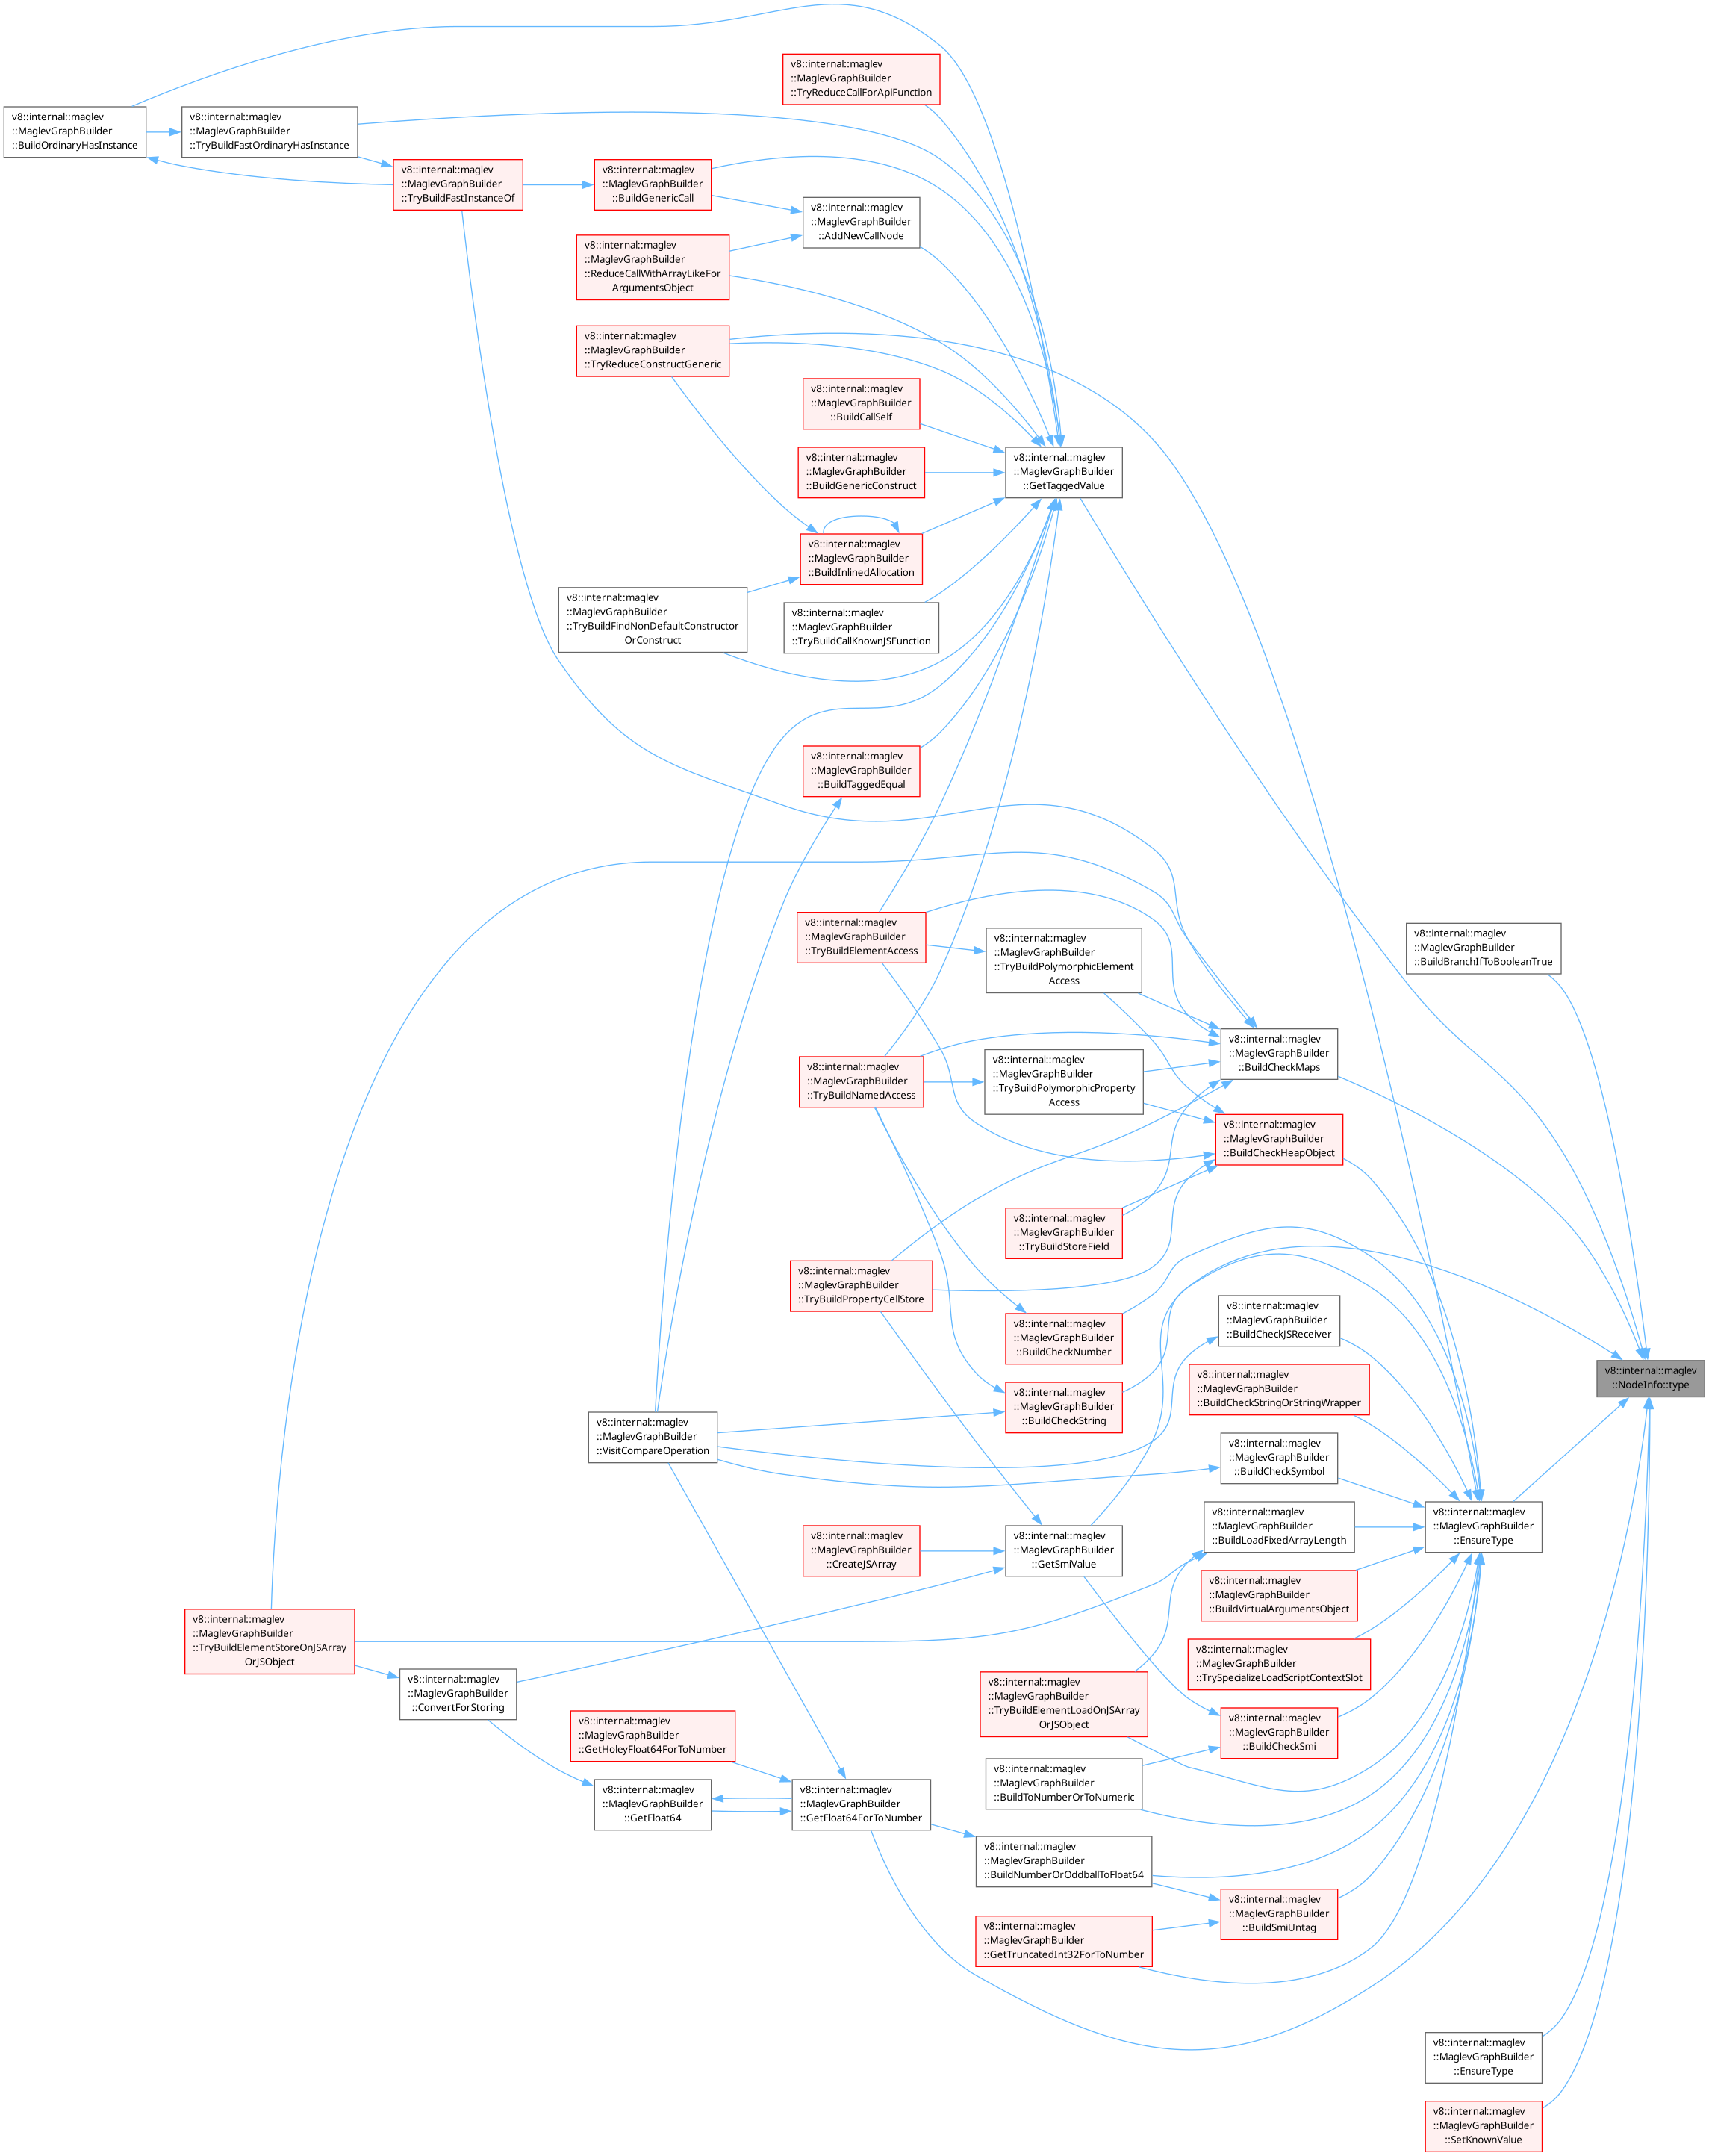 v8::internal::maglev
::MaglevGraphBuilder
::TryReduceCallForApiFunction
v8::internal::maglev
::MaglevGraphBuilder
::BuildOrdinaryHasInstance
v8::internal::maglev
::MaglevGraphBuilder
::TryBuildFastOrdinaryHasInstance
v8::internal::maglev
::MaglevGraphBuilder
::TryBuildFastInstanceOf
v8::internal::maglev
::MaglevGraphBuilder
::BuildGenericCall
v8::internal::maglev
::MaglevGraphBuilder
::AddNewCallNode
v8::internal::maglev
::MaglevGraphBuilder
::ReduceCallWithArrayLikeFor
ArgumentsObject
v8::internal::maglev
::MaglevGraphBuilder
::TryReduceConstructGeneric
v8::internal::maglev
::MaglevGraphBuilder
::BuildCallSelf
v8::internal::maglev
::MaglevGraphBuilder
::GetTaggedValue
v8::internal::maglev
::MaglevGraphBuilder
::BuildGenericConstruct
v8::internal::maglev
::MaglevGraphBuilder
::BuildInlinedAllocation
v8::internal::maglev
::MaglevGraphBuilder
::TryBuildFindNonDefaultConstructor
OrConstruct
v8::internal::maglev
::MaglevGraphBuilder
::TryBuildCallKnownJSFunction
v8::internal::maglev
::MaglevGraphBuilder
::BuildTaggedEqual
v8::internal::maglev
::MaglevGraphBuilder
::TryBuildElementAccess
v8::internal::maglev
::MaglevGraphBuilder
::TryBuildPolymorphicElement
Access
v8::internal::maglev
::MaglevGraphBuilder
::BuildBranchIfToBooleanTrue
v8::internal::maglev
::MaglevGraphBuilder
::BuildCheckMaps
v8::internal::maglev
::MaglevGraphBuilder
::TryBuildNamedAccess
v8::internal::maglev
::MaglevGraphBuilder
::TryBuildPolymorphicProperty
Access
v8::internal::maglev
::MaglevGraphBuilder
::BuildCheckHeapObject
v8::internal::maglev
::MaglevGraphBuilder
::TryBuildStoreField
v8::internal::maglev
::MaglevGraphBuilder
::TryBuildPropertyCellStore
v8::internal::maglev
::MaglevGraphBuilder
::BuildCheckNumber
v8::internal::maglev
::MaglevGraphBuilder
::BuildCheckJSReceiver
v8::internal::maglev
::NodeInfo::type
v8::internal::maglev
::MaglevGraphBuilder
::BuildCheckStringOrStringWrapper
v8::internal::maglev
::MaglevGraphBuilder
::BuildCheckString
v8::internal::maglev
::MaglevGraphBuilder
::VisitCompareOperation
v8::internal::maglev
::MaglevGraphBuilder
::BuildCheckSymbol
v8::internal::maglev
::MaglevGraphBuilder
::EnsureType
v8::internal::maglev
::MaglevGraphBuilder
::BuildLoadFixedArrayLength
v8::internal::maglev
::MaglevGraphBuilder
::CreateJSArray
v8::internal::maglev
::MaglevGraphBuilder
::GetSmiValue
v8::internal::maglev
::MaglevGraphBuilder
::BuildVirtualArgumentsObject
v8::internal::maglev
::MaglevGraphBuilder
::TryBuildElementStoreOnJSArray
OrJSObject
v8::internal::maglev
::MaglevGraphBuilder
::TrySpecializeLoadScriptContextSlot
v8::internal::maglev
::MaglevGraphBuilder
::ConvertForStoring
v8::internal::maglev
::MaglevGraphBuilder
::TryBuildElementLoadOnJSArray
OrJSObject
v8::internal::maglev
::MaglevGraphBuilder
::BuildCheckSmi
v8::internal::maglev
::MaglevGraphBuilder
::GetHoleyFloat64ForToNumber
v8::internal::maglev
::MaglevGraphBuilder
::BuildToNumberOrToNumeric
v8::internal::maglev
::MaglevGraphBuilder
::GetFloat64
v8::internal::maglev
::MaglevGraphBuilder
::GetFloat64ForToNumber
v8::internal::maglev
::MaglevGraphBuilder
::BuildNumberOrOddballToFloat64
v8::internal::maglev
::MaglevGraphBuilder
::BuildSmiUntag
v8::internal::maglev
::MaglevGraphBuilder
::GetTruncatedInt32ForToNumber
v8::internal::maglev
::MaglevGraphBuilder
::EnsureType
v8::internal::maglev
::MaglevGraphBuilder
::SetKnownValue